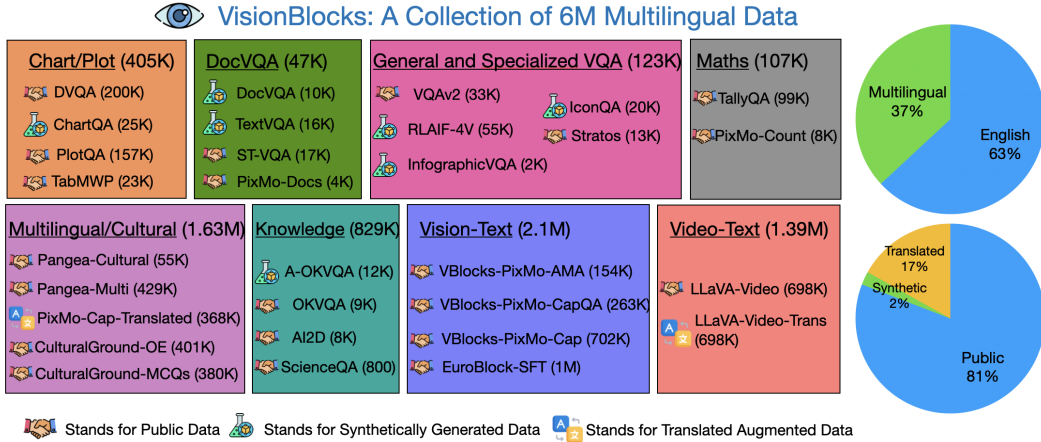 VisionBlocks: A Collection of 6M Multilingual Data
Chart/Plot (405K)
DVQA (200K)
ChartQA (25K)
PlotQA (157K)
TabMWP (23K)
DocVQA (47K)
DocVQA (10K)
TextVQA (16K)
ST-VQA (17K)
PixMo-Docs (4K)
General and Specialized VQA (123K)
VQAv2 (33K)
RLAIF-4V (55K)
InfographicVQA (2K)
IconQA (20K)
Stratos (13K)
Maths (107K)
TallyQA (99K)
PixMo-Count (8K)
Multilingual/Cultural (1.63M)
Pangea-Cultural (55K)
Pangea-Multi (429K)
PixMo-Cap-Translated (368K)
CulturalGround-OE (401K)
CulturalGround-MCQs (380K)
Knowledge (829K)
A-OKVQA (12K)
OKVQA (9K)
AI2D (8K)
ScienceQA (800)
Vision-Text (2.1M)
VBlocks-PixMo-AMA (154K)
VBlocks-PixMo-CapQA (263K)
VBlocks-PixMo-Cap (702K)
EuroBlock-SFT (1M)
Video-Text (1.39M)
LLaVA-Video (698K)
LLaVA-Video-Trans
(698K)
Multilingual
37%
English
63%
Translated
17%
Synthetic
2%
Public
81%
Stands for Public Data
Stands for Synthetically Generated Data
A 文
Stands for Translated Augmented Data